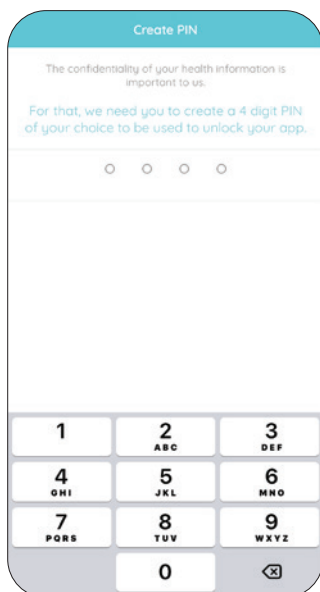 Create PIN
The confidentiality of your health information is
important to us.
For that, we need you to create a 4 digit PIN
of your choice to be used to unlock your app.
1 2 3
ABC DEF
4 5 6
GHI JKL MNO
7 8 9
PQRS TUV WXYZ
0